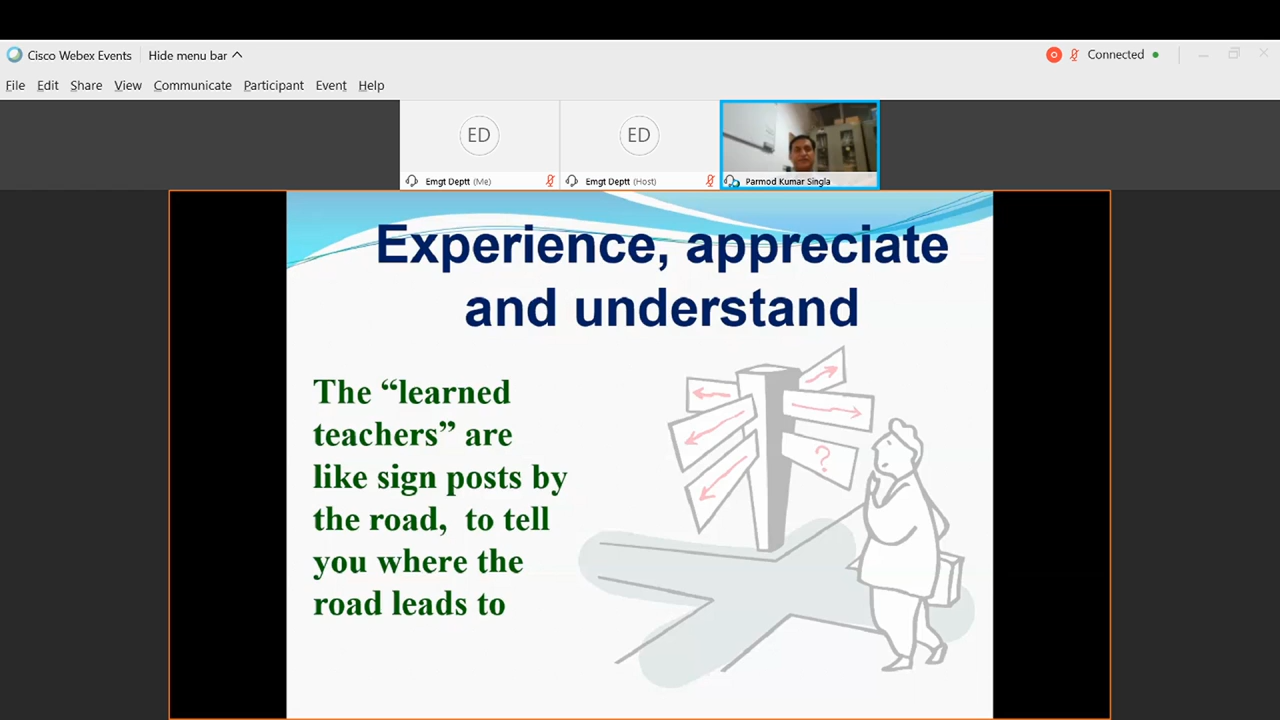 Cisco Webex Events Hide menu bar Connected
File Edit Share View Communicate Participant Event Help
ED ED
Emgt Deptt (Me) Emgt Deptt (Host) Parmod Kumar Singla
Experience, appreciate
and understand
The “learned
teachers” are
like sign posts by
the road, to tell
you where the
road leads to
?